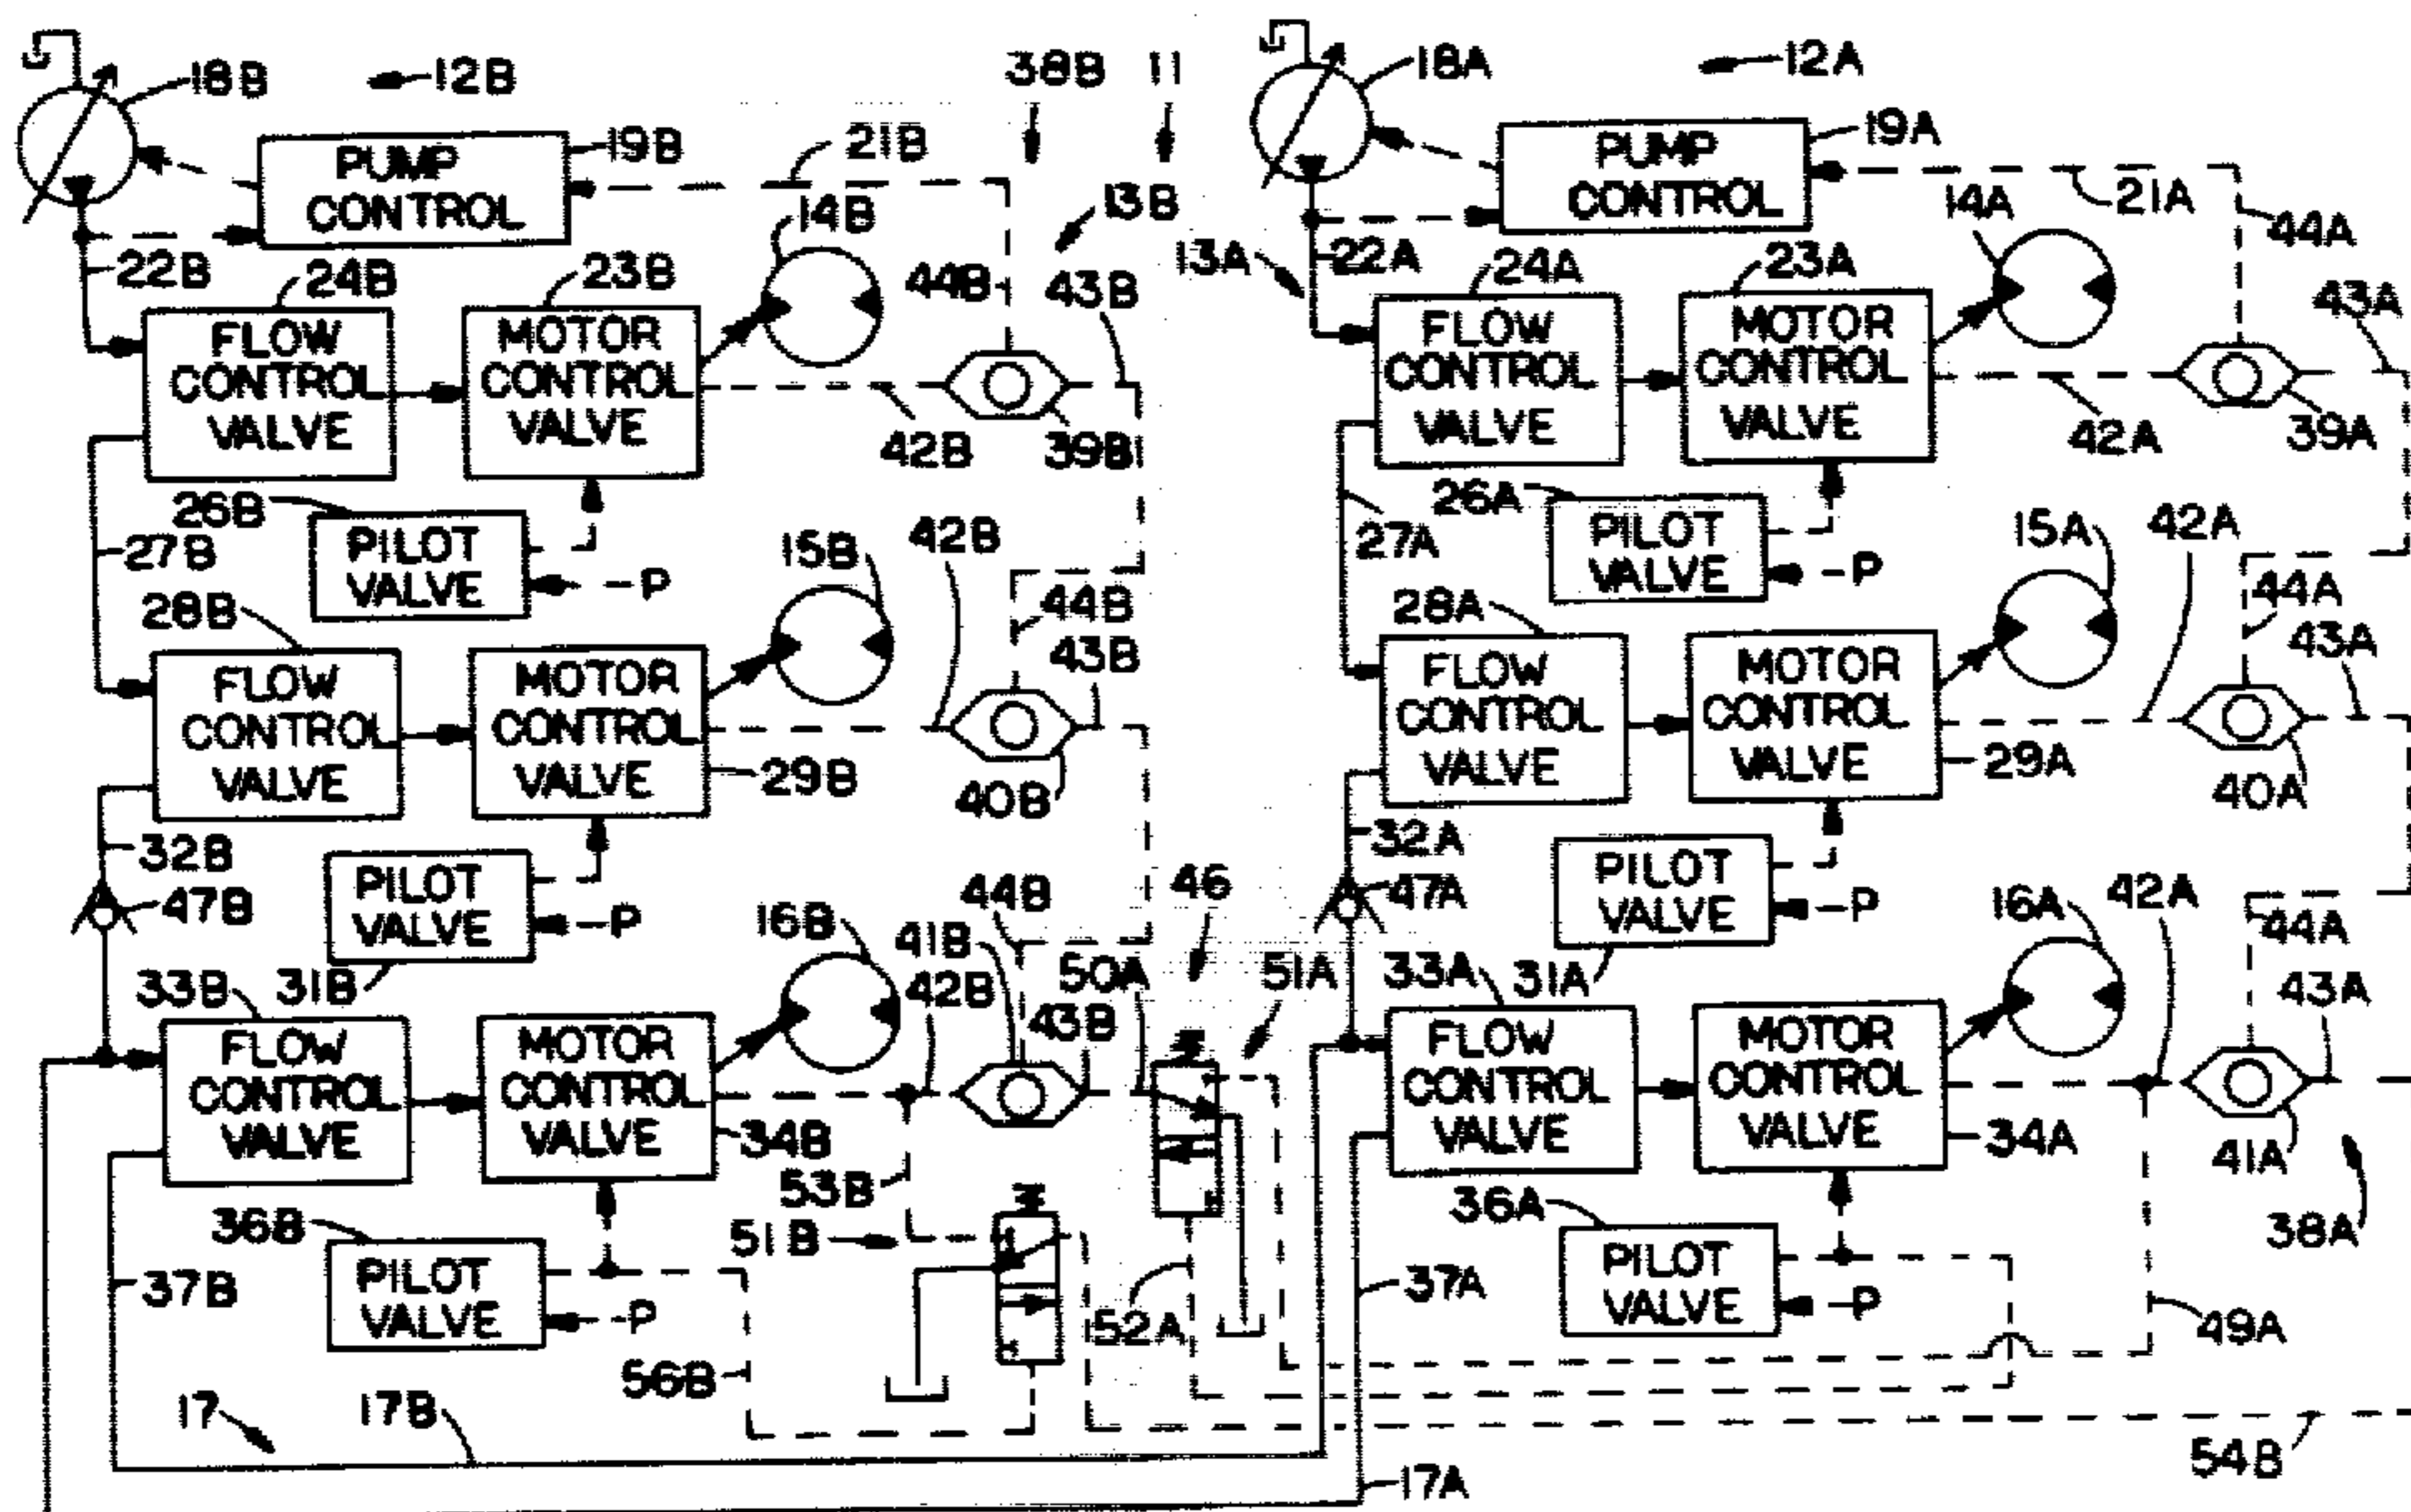 18B
12B
38B
11
18A
12A
PUMP
CONTROL
19B
21B
14B
13B
PUMP
CONTROL
19A
21A
14A
44A
22B
24B
23B
44B
43B
13A
22A
24A
23A
43A
FLOW
CONTROL
VALVE
MOTOR
CONTROL
VALVE
42B
39B
FLOW
CONTROL
VALVE
MOTOR
CONTROL
VALVE
42A
39A
26B
27B
PILOT
VALVE
P
15B
42B
26A
27A
PILOT
VALVE
P
15A
42A
28B
44B
43B
28A
44A
43A
FLOW
CONTROL
VALVE
MOTOR
CONTROL
VALVE
29B
40B
FLOW
CONTROL
VALVE
MOTOR
CONTROL
VALVE
29A
40A
32B
47B
PILOT
VALVE
P
31B
16B
44B
41B
42B
43B
50A
46
51A
32A
47A
PILOT
VALVE
P
31A
16A
42A
44A
43A
33B
FLOW
CONTROL
VALVE
MOTOR
CONTROL
VALVE
34B
53B
33A
FLOW
CONTROL
VALVE
MOTOR
CONTROL
VALVE
34A
41A
38A
36B
37B
PILOT
VALVE
P
51B
56B
52A
36A
37A
PILOT
VALVE
P
49A
17
17B
17A
54B